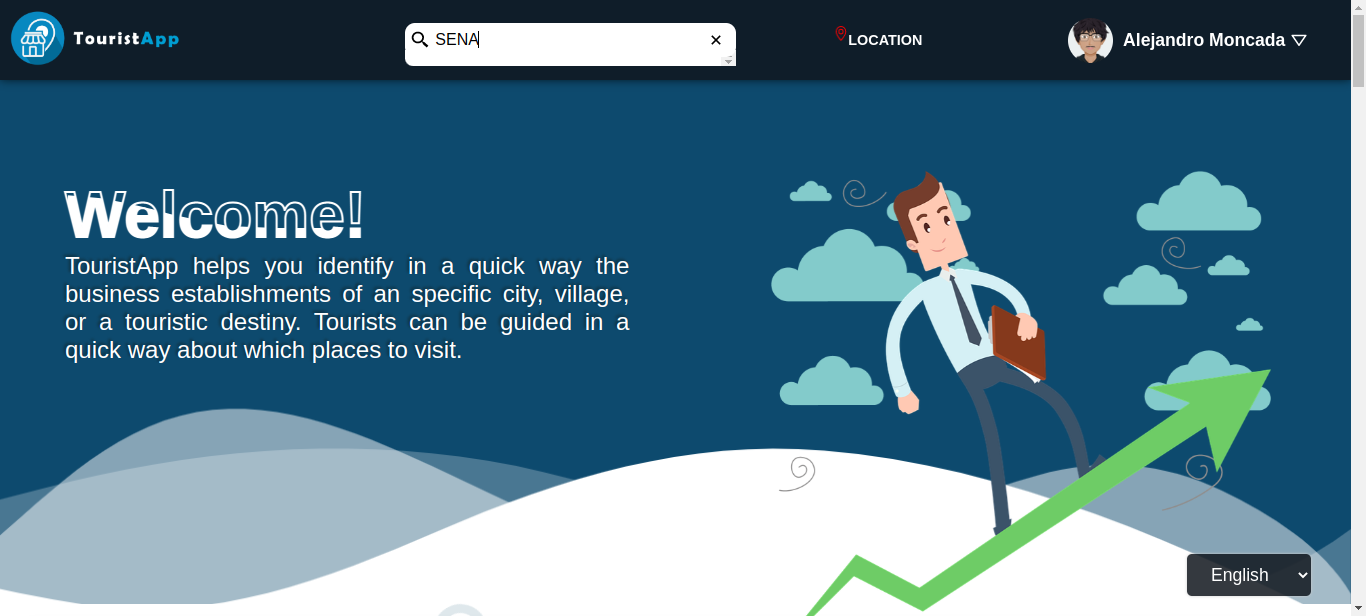 TouristApp
SENA
LOCATION
Alejandro Moncada
Welcome!
TouristApp helps you identify in a quick way the
business establishments of an specific city, village,
or a touristic destiny. Tourists can be guided in a
quick way about which places to visit.
English